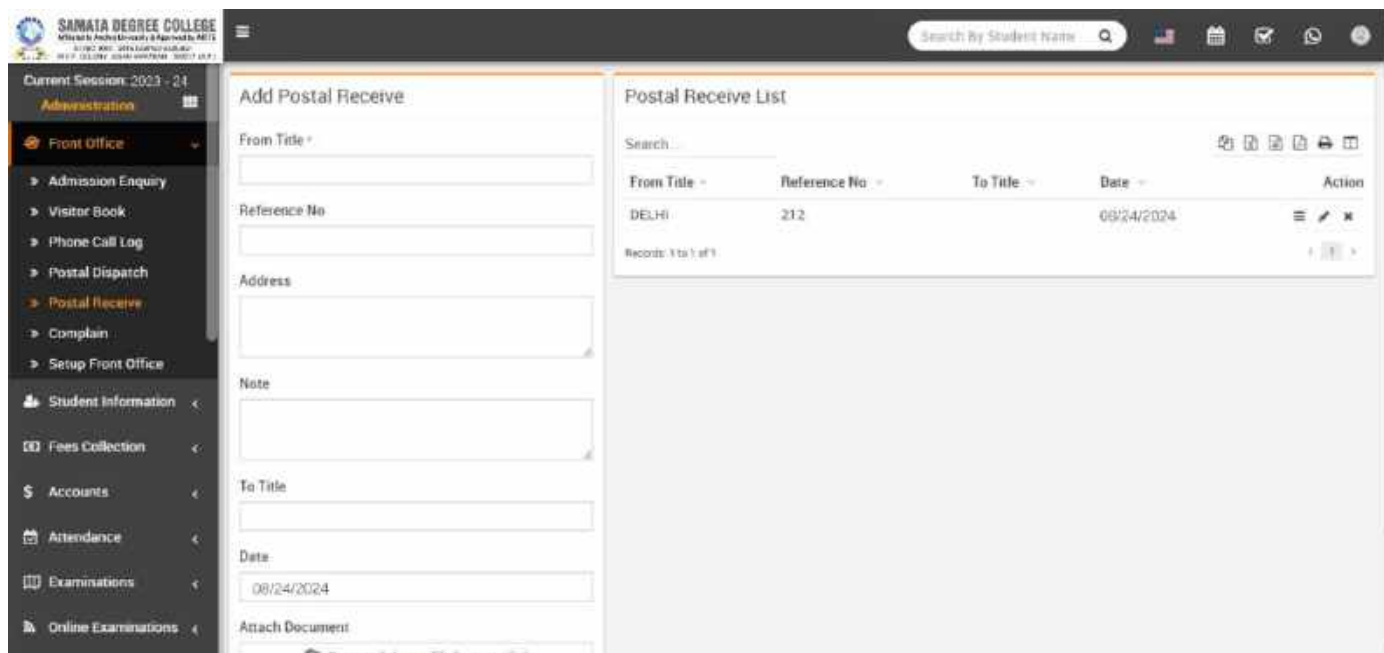 SAMATA DEGREE COLLEGE
Search By Student Name
Current Session: 2023 - 24
Administration
Front Office
Admission Enquiry
Visitor Book
Phone Call Log
Postal Dispatch
Postal Receive
Complain
Setup Front Office
Student Information
Fees Collection
Accounts
Attendance
Examinations
Online Examinations
Add Postal Receive
From Title *
Reference No
Address
Note
To Title
Date
08/24/2024
Attach Document
Postal Receive List
Search...
From Title Reference No To Title Date Action
DELHI 212 08/24/2024
Records: 1 to 1 of 1
1